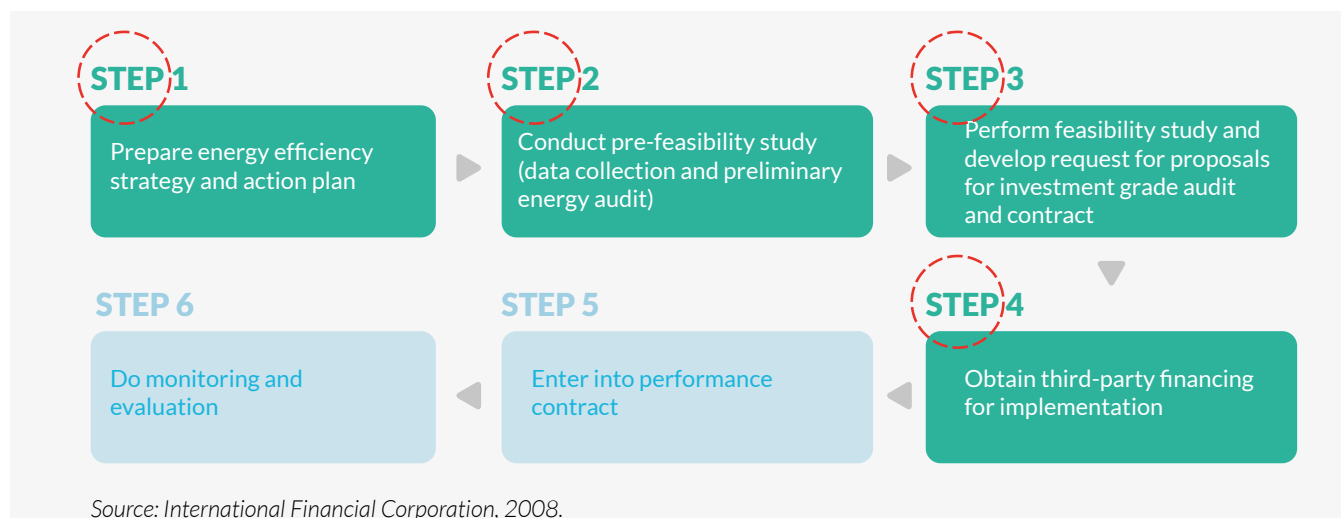 STEP 1
Prepare energy efficiency
strategy and action plan
STEP 2
Conduct pre-feasibility study
(data collection and preliminary
energy audit)
STEP 3
Perform feasibility study and
develop request for proposals
for investment grade audit
and contract
STEP 4
Obtain third-party financing
for implementation
STEP 5
Enter into performance
contract
STEP 6
Do monitoring and
evaluation
Source: International Financial Corporation, 2008.